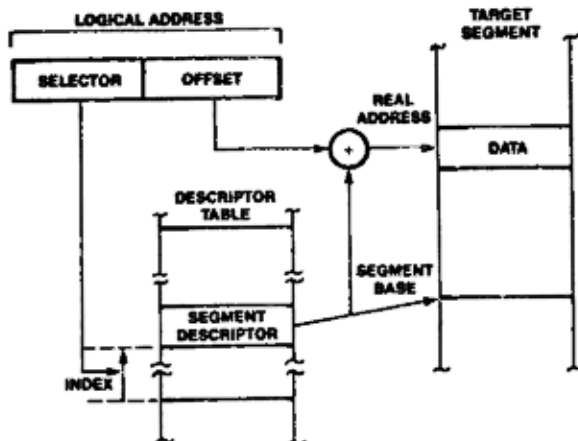 LOGICAL ADDRESS
TARGET
SEGMENT
SELECTOR
OFFSET
REAL
ADDRESS
+
DATA
DESCRIPTOR
TABLE
SEGMENT
BASE
SEGMENT
DESCRIPTOR
INDEX